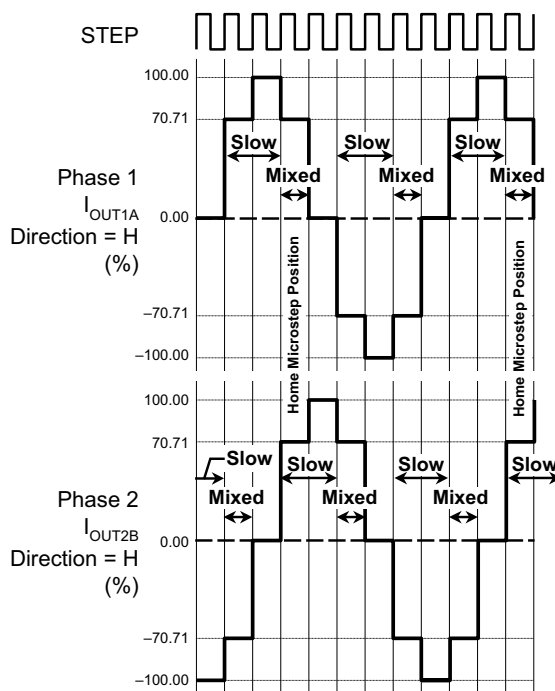 STEP
100.00
70.71
Slow
Slow
Slow
Mixed
Mixed
Mixed
Phase 1
I_OUT1A
Direction = H
(%)
0.00
Home Microstep Position
Home Microstep Position
–70.71
–100.00
100.00
70.71
Slow
Slow
Slow
Slow
Mixed
Mixed
Mixed
Phase 2
I_OUT2B
Direction = H
(%)
0.00
–70.71
–100.00